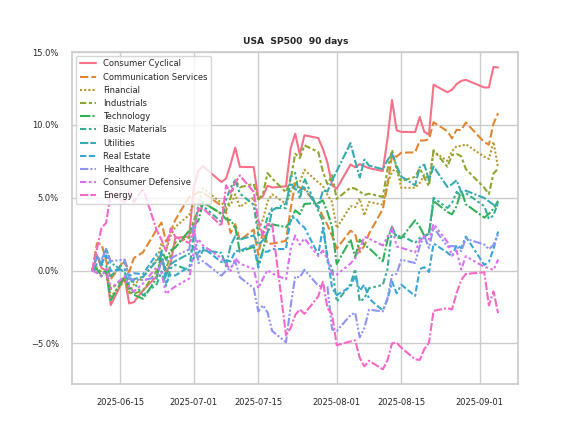 USA  SP500  90 days
15.0%
10.0%
5.0%
0.0%
−5.0%
Consumer Cyclical
Communication Services
Financial
Industrials
Technology
Basic Materials
Utilities
Real Estate
Healthcare
Consumer Defensive
Energy
2025-06-15
2025-07-01
2025-07-15
2025-08-01
2025-08-15
2025-09-01